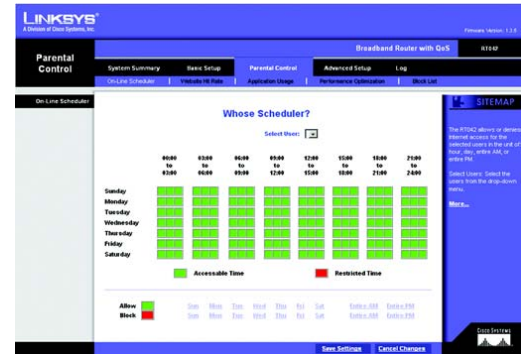 LINKSYS®
A Division of Cisco Systems, Inc.
Firmware Version: 1.3.5
Parental Control
Broadband Router with QoS RT042
System Summary Basic Setup Parental Control Advanced Setup Log
On-Line Scheduler Website Hit Rate Application Usage Performance Optimization Block List
On-Line Scheduler
SITEMAP
Whose Scheduler?
Select User:
00:00 03:00 06:00 09:00 12:00 15:00 18:00 21:00
to to to to to to to to
03:00 06:00 09:00 12:00 15:00 18:00 21:00 24:00
Sunday
Monday
Tuesday
Wednesday
Thursday
Friday
Saturday
Accessable Time Restricted Time
Allow Sun Mon Tue Wed Thu Fri Sat Entire AM Entire PM
Block Sun Mon Tue Wed Thu Fri Sat Entire AM Entire PM
The RT042 allows or denies
internet access for the
selected users in the unit of
hour, day, entire AM, or
entire PM.
Select Users: Select the
users from the drop-down
menu.
More...
Save Settings Cancel Changes
CISCO SYSTEMS